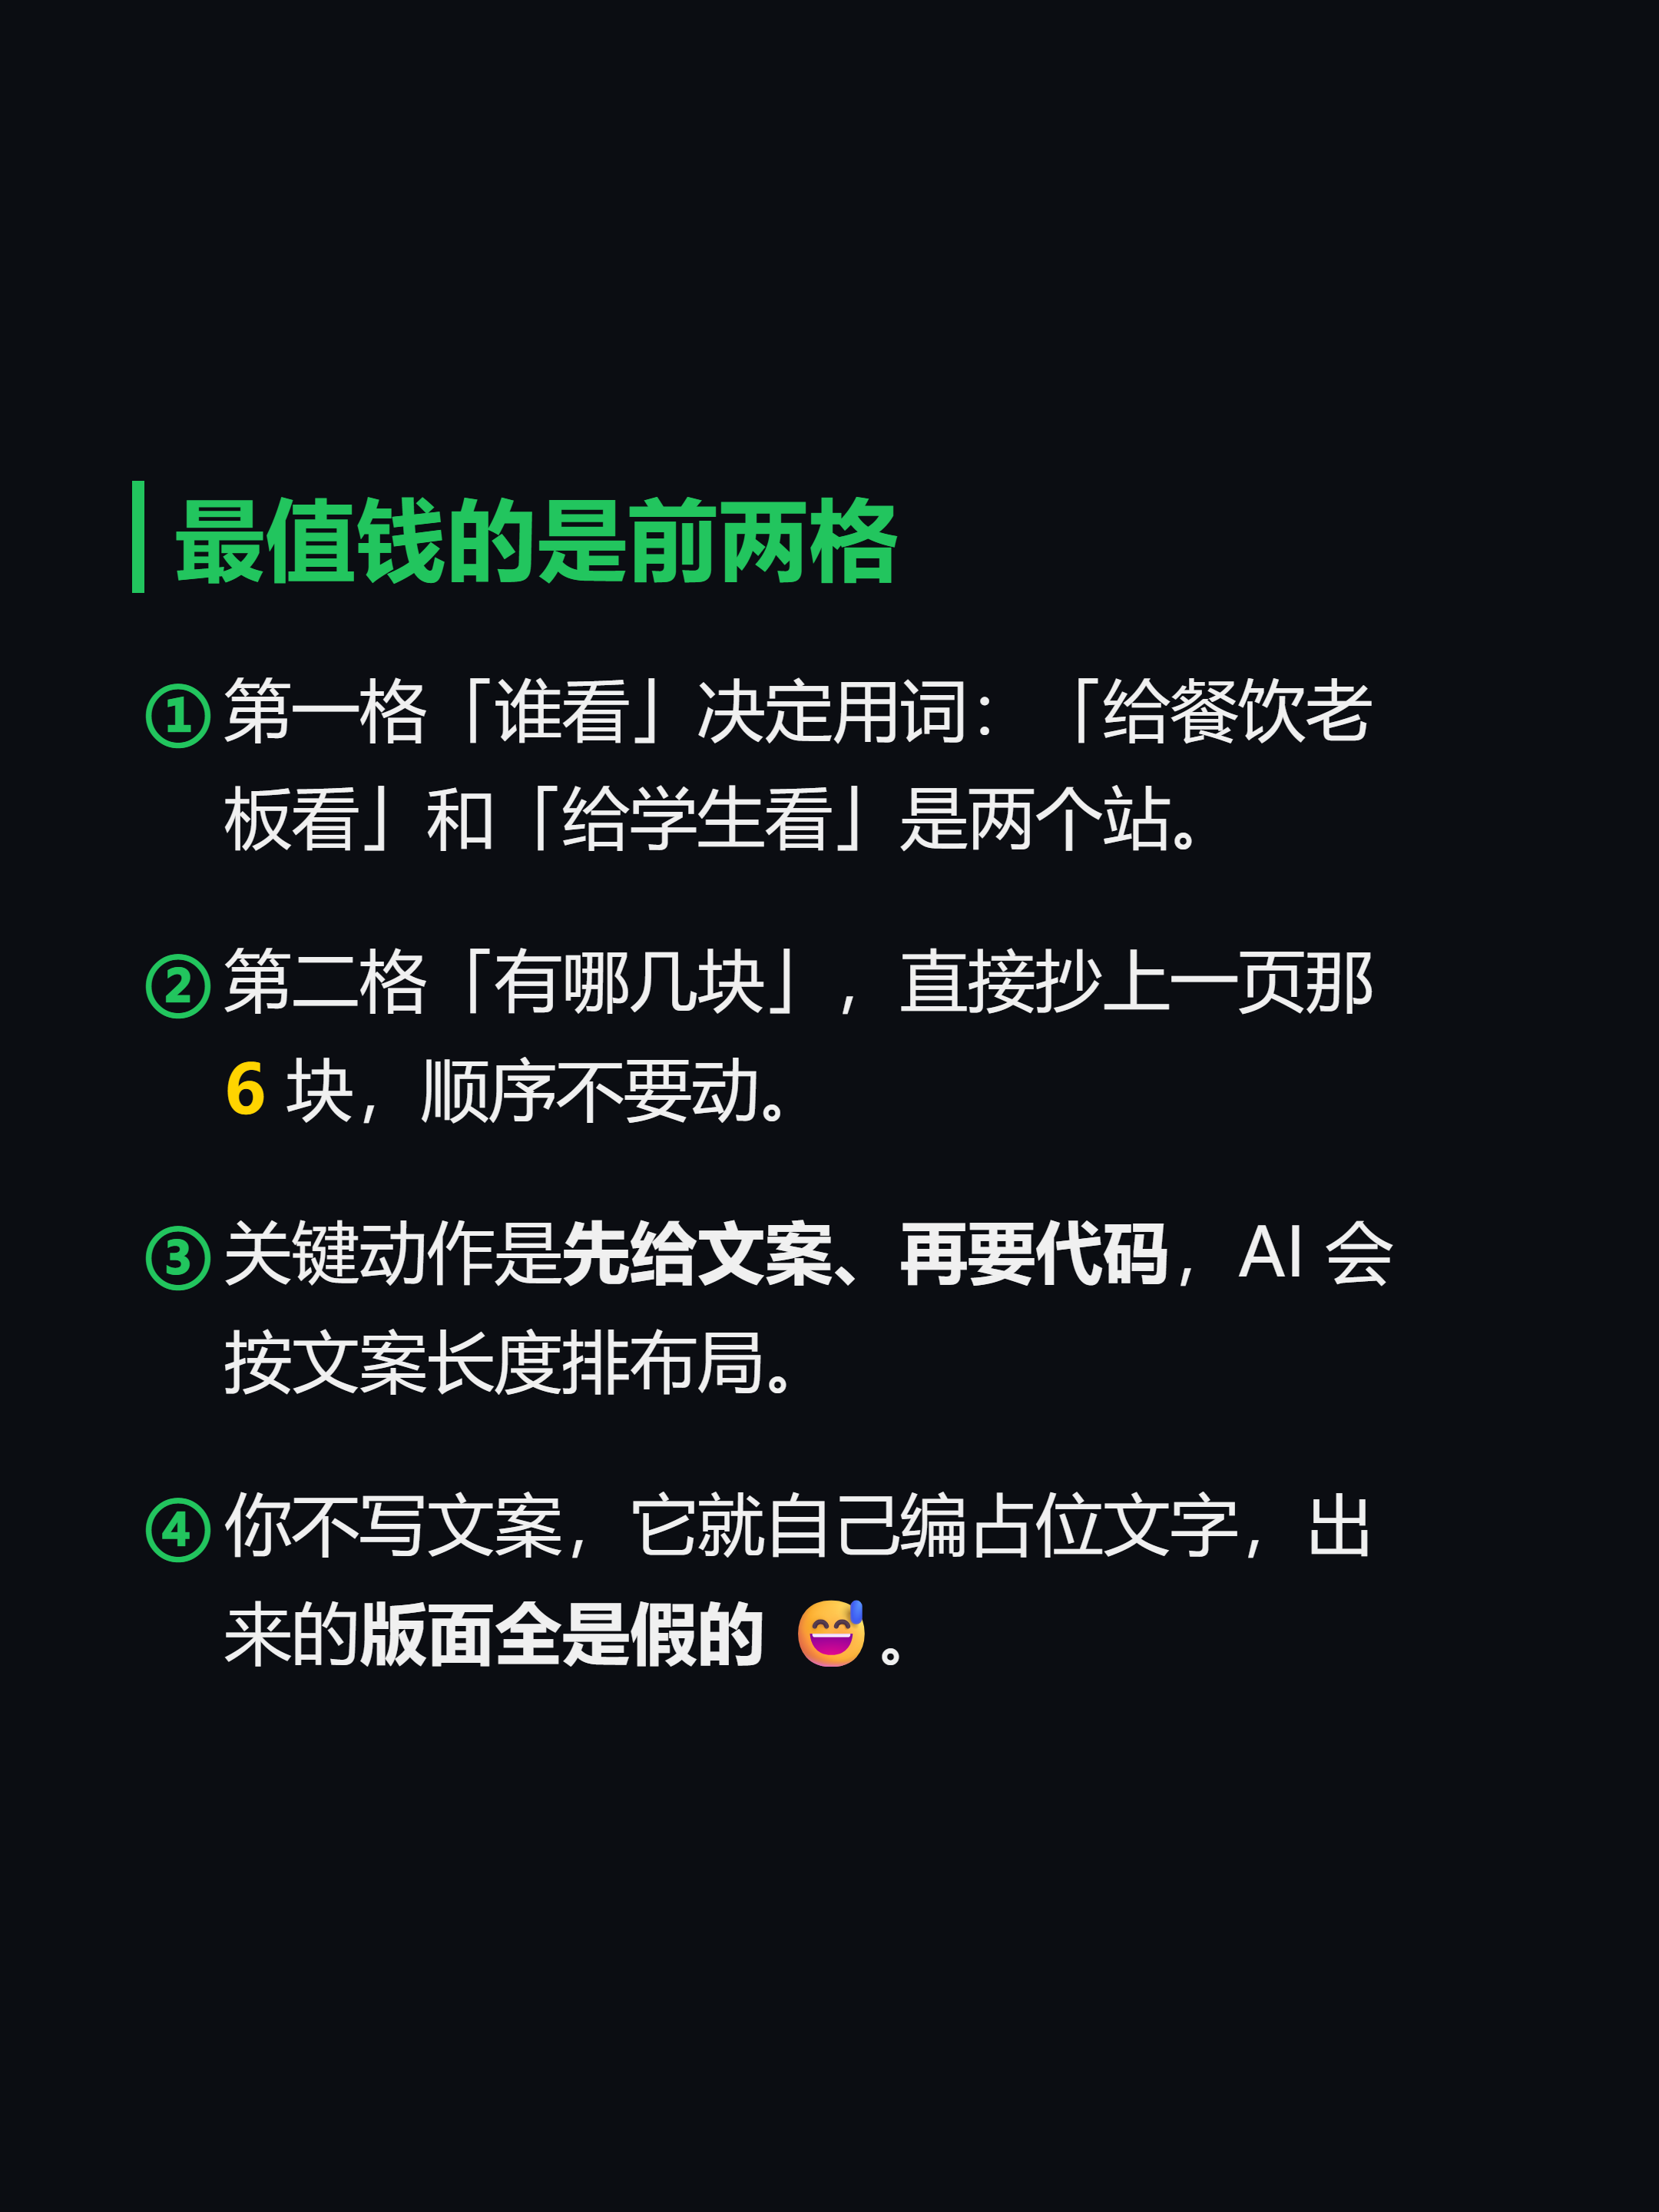 最值钱的是前两格
①第一格「谁看」决定用词：「给餐饮老
板看」和「给学生看」是两个站。
②第二格「有哪几块」，直接抄上一页那
6 块，顺序不要动。
③关键动作是先给文案、再要代码，AI 会
按文案长度排布局。
④你不写文案，它就自己编占位文字，出
来的版面全是假的 😅。